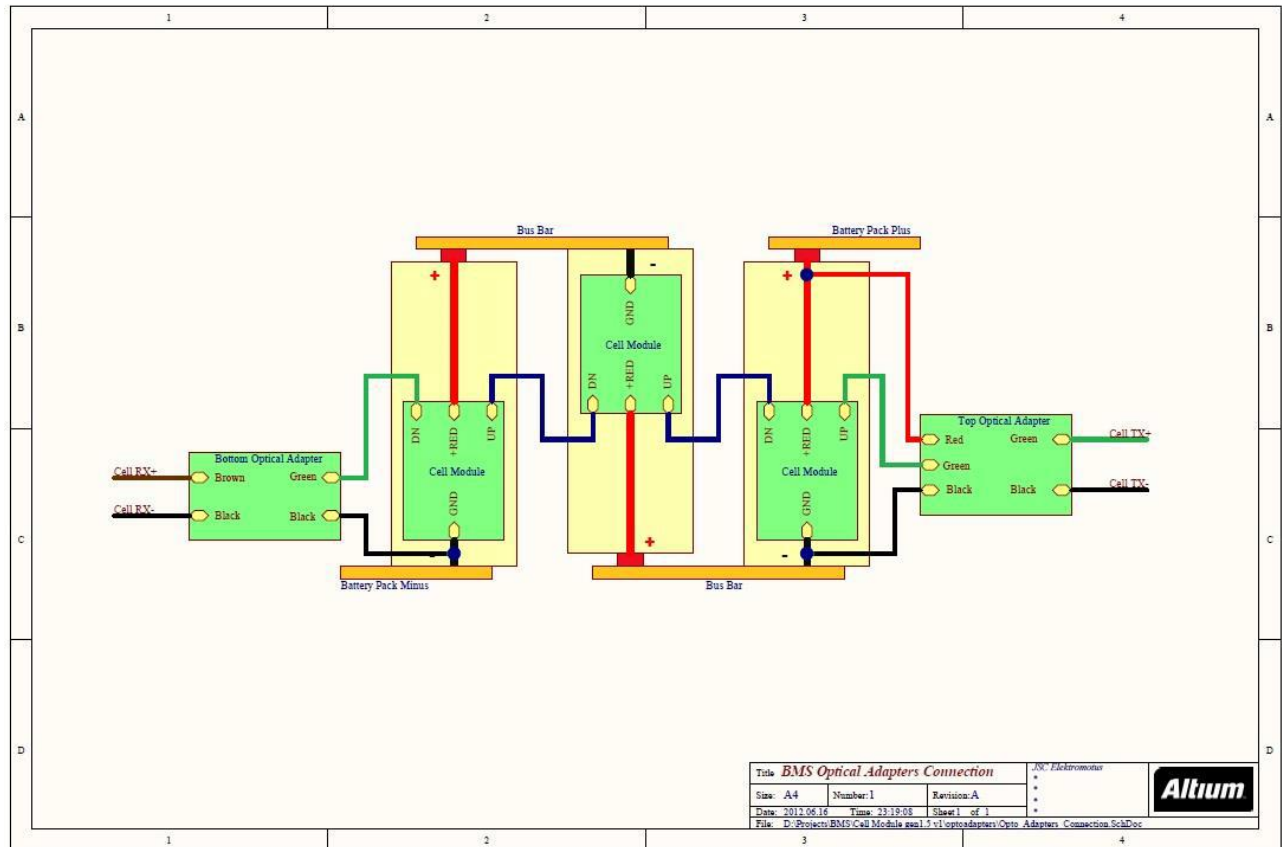 1 2 3 4
A A
Bus Bar Battery Pack Plus
+ - +
B B
GND
Cell Module
DN +RED UP
DN +RED UP DN +RED UP
Top Optical Adapter
Cell TX+
Red Green
Bottom Optical Adapter
Cell RX+
Brown Green
Cell Module Cell Module
Green
Black Black
Cell TX-
GND GND
Cell RX-
Black Black
C C
+
- -
Battery Pack Minus Bus Bar
D D
Title BMS Optical Adapters Connection
JSC Elektromotus
*
*
*
*
Altium
Size: A4 Number:1 Revision:A
Date: 2012.06.16 Time: 23:19:08 Sheet1 of 1
File: D:\Projects\BMS\Cell Module gen1.5 v1\optoadapters\Opto Adapters Connection.SchDoc
1 2 3 4